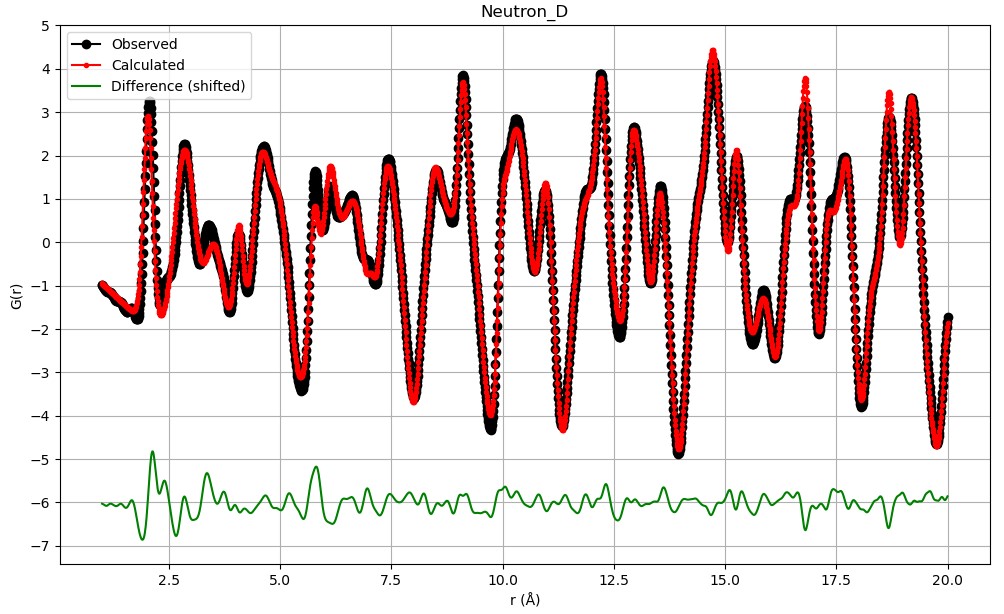 Neutron_D
Observed
Calculated
Difference (shifted)
G(r)
5
4
3
2
1
0
−1
−2
−3
−4
−5
−6
−7
2.5 5.0 7.5 10.0 12.5 15.0 17.5 20.0
r (Å)